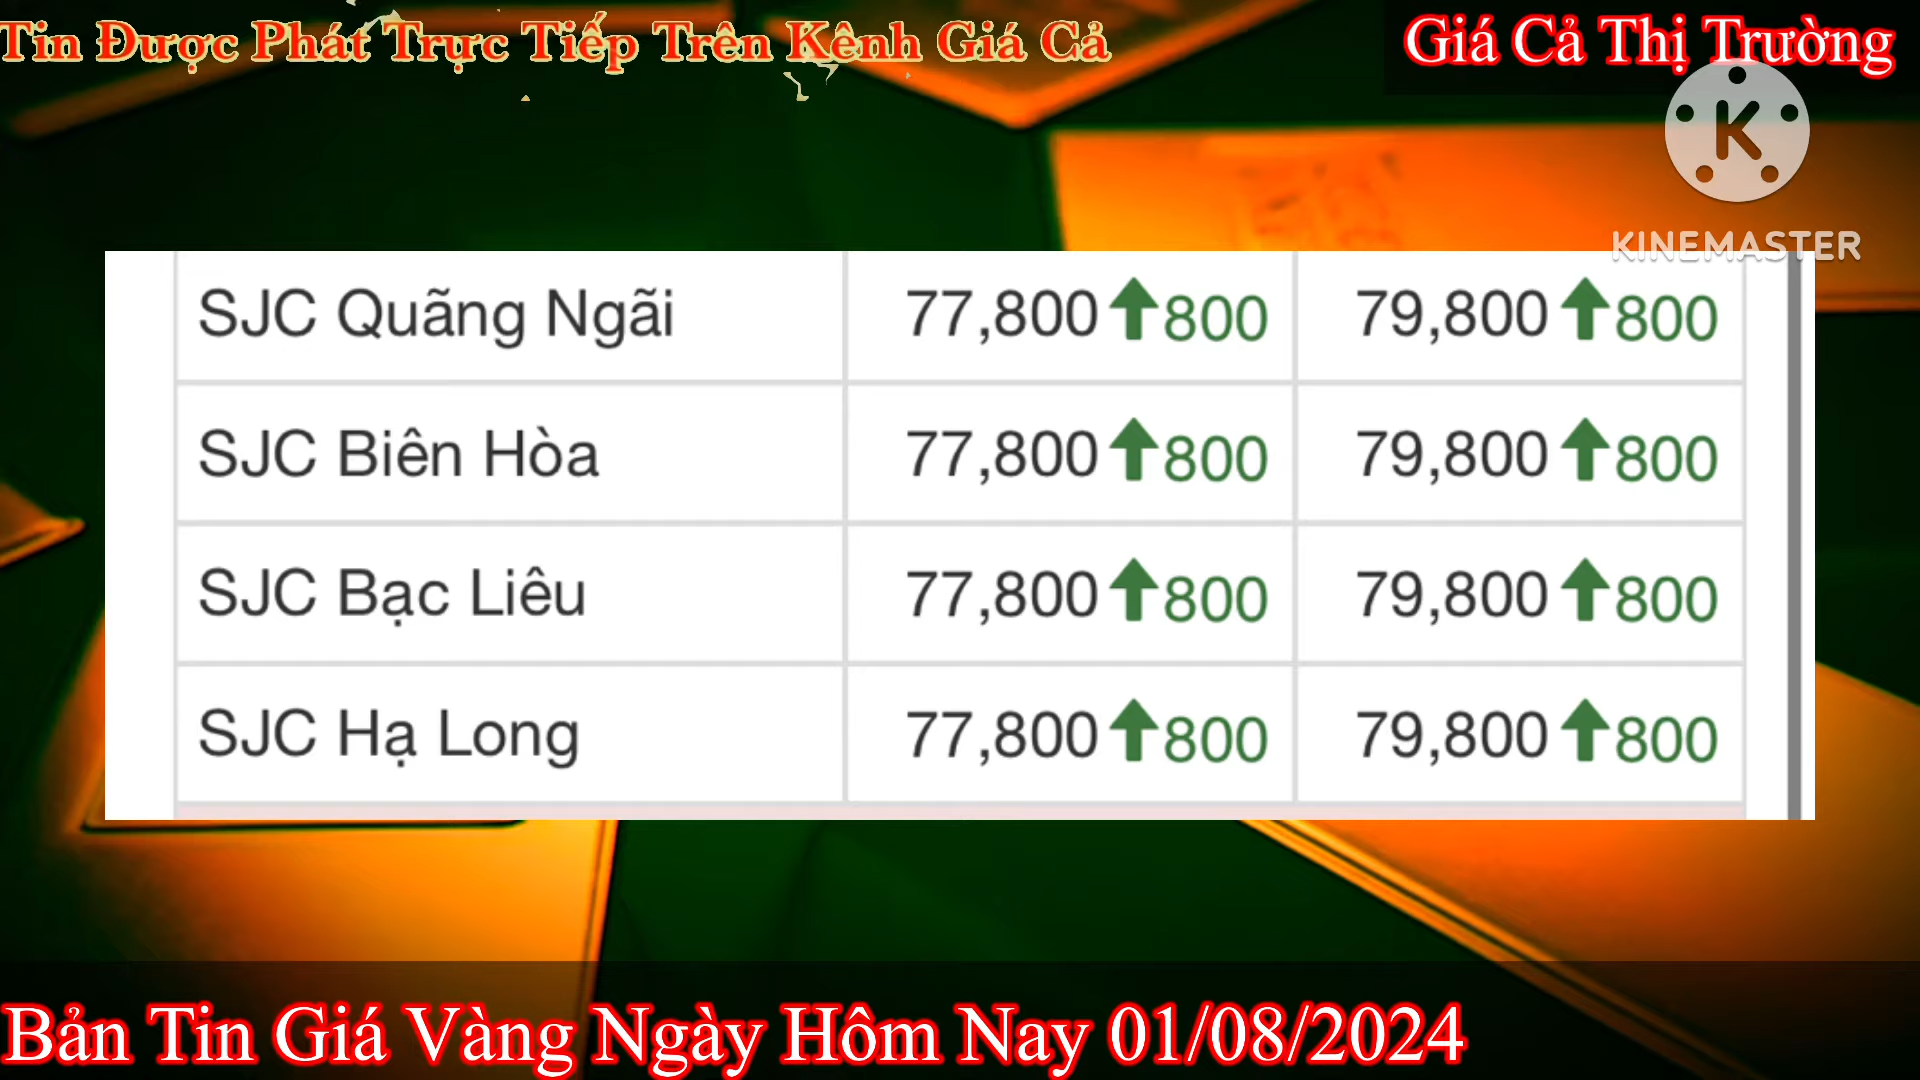 Tin Được Phát Trực Tiếp Trên Kênh Giá Cả
Giá Cả Thị Trường
K
KINEMASTER
SJC Quãng Ngãi 77,800 ⬆800 79,800 ⬆800
SJC Biên Hòa 77,800 ⬆800 79,800 ⬆800
SJC Bạc Liêu 77,800 ⬆800 79,800 ⬆800
SJC Hạ Long 77,800 ⬆800 79,800 ⬆800
Bản Tin Giá Vàng Ngày Hôm Nay 01/08/2024